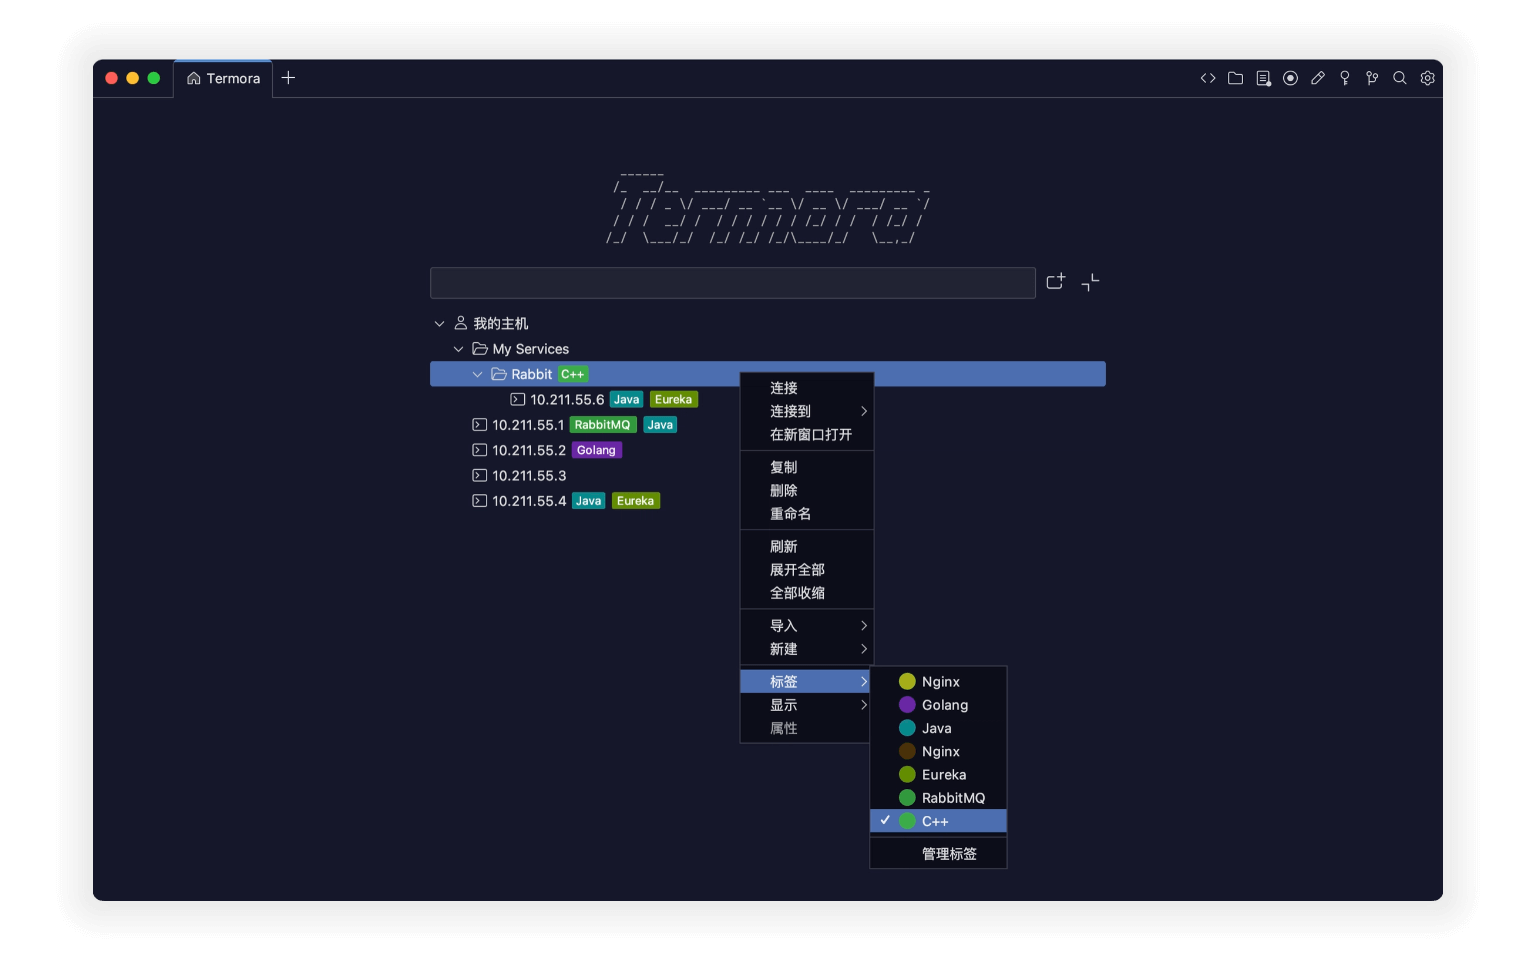 Termora
   ______
  /_  __/__  _________ ___  ____  _________ _
   / / / _ \/ ___/ __ `__ \/ __ \/ ___/ __ `/
  / / /  __/ /  / / / / / / /_/ / /  / /_/ /
 /_/  \___/_/  /_/ /_/ /_/\____/_/   \__,_/
我的主机
My Services
Rabbit C++
10.211.55.6 Java Eureka
10.211.55.1 RabbitMQ Java
10.211.55.2 Golang
10.211.55.3
10.211.55.4 Java Eureka
连接
连接到
在新窗口打开
复制
删除
重命名
刷新
展开全部
全部收缩
导入
新建
标签
显示
属性
Nginx
Golang
Java
Nginx
Eureka
RabbitMQ
C++
管理标签